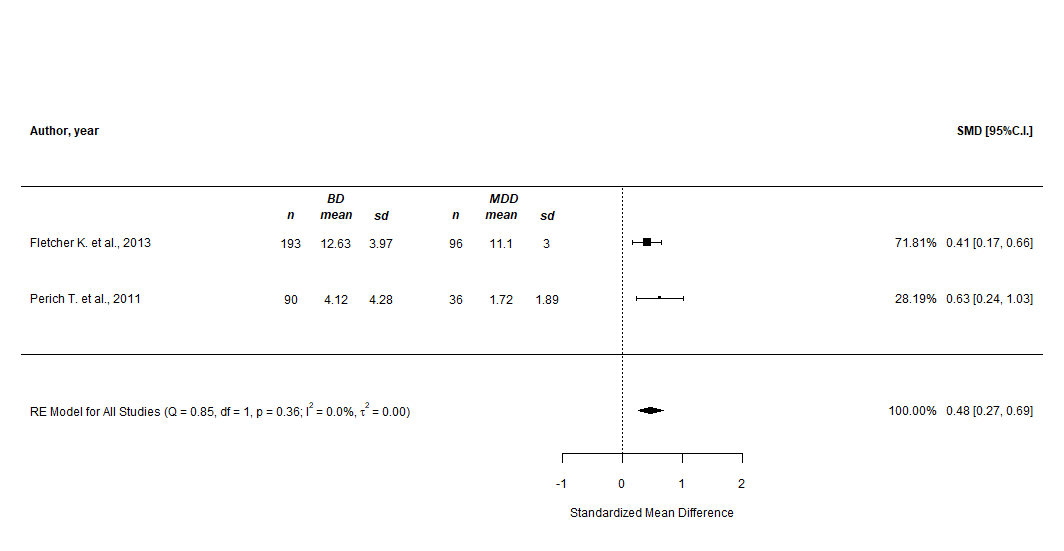 Author, year SMD [95%C.I.]
BD MDD
n mean sd n mean sd
Fletcher K. et al., 2013 193 12.63 3.97 96 11.1 3 71.81% 0.41 [0.17, 0.66]
Perich T. et al., 2011 90 4.12 4.28 36 1.72 1.89 28.19% 0.63 [0.24, 1.03]
RE Model for All Studies (Q = 0.85, df = 1, p = 0.36; I² = 0.0%, τ² = 0.00) 100.00% 0.48 [0.27, 0.69]
-1 0 1 2
Standardized Mean Difference